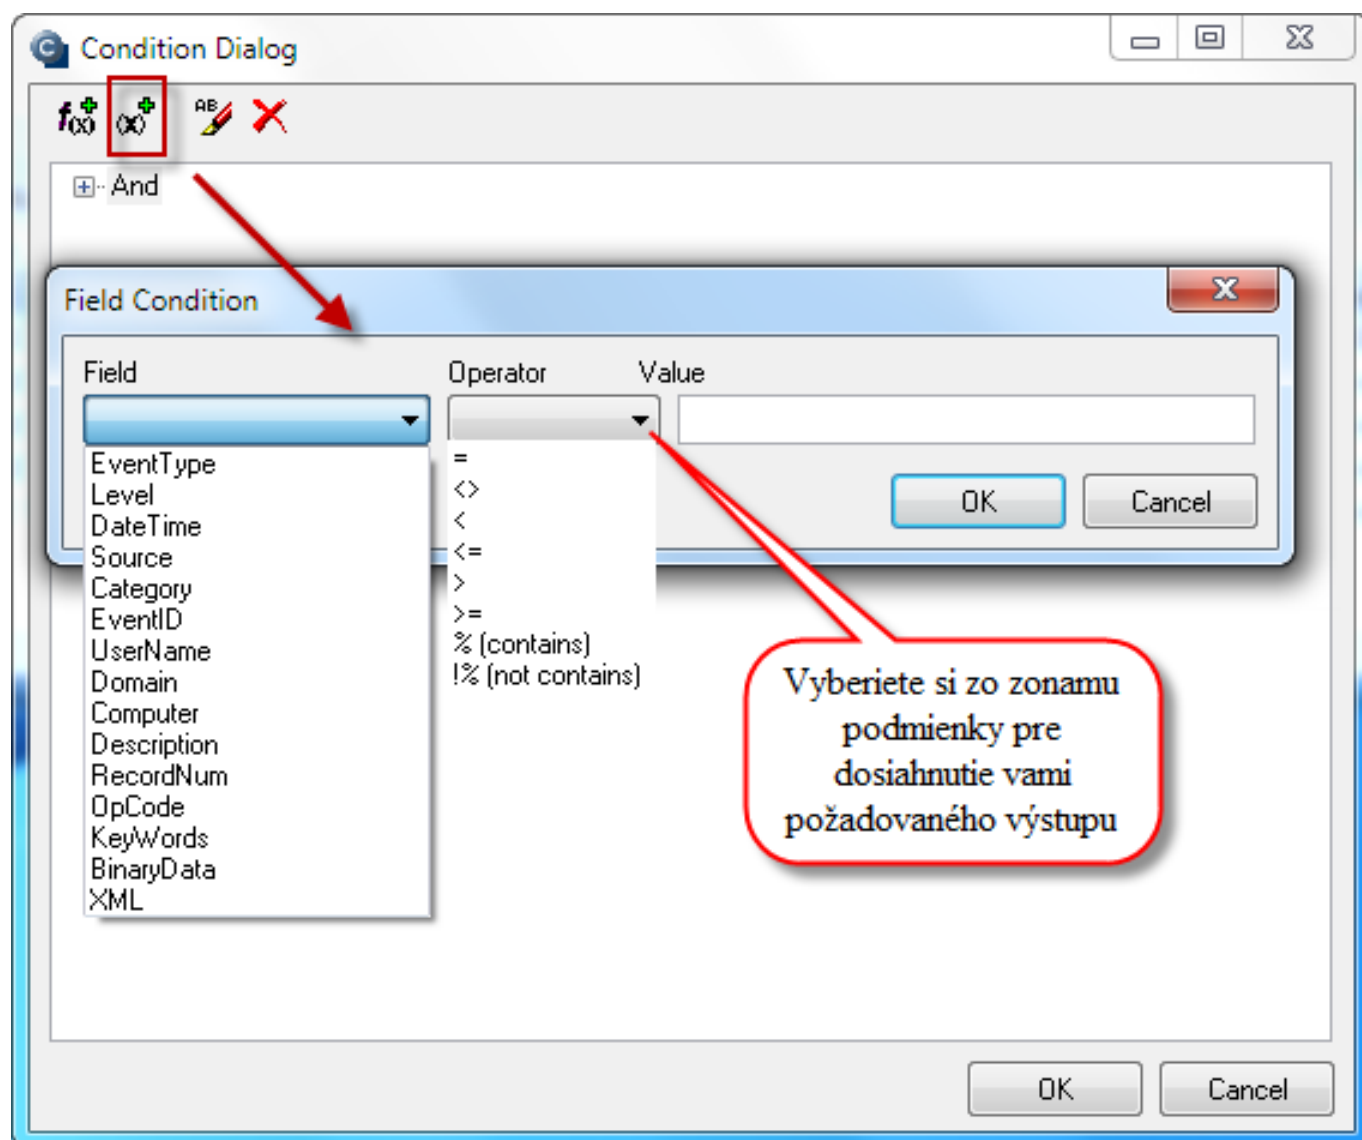 Condition Dialog
f(x) (x) AB
And
Field Condition
Field Operator Value
EventType
Level
DateTime
Source
Category
EventID
UserName
Domain
Computer
Description
RecordNum
OpCode
KeyWords
BinaryData
XML
=
<>
<
<=
>
>=
% (contains)
!% (not contains)
OK Cancel
Vyberiete si zo zonamu
podmienky pre
dosiahnutie vami
požadovaného výstupu
OK Cancel